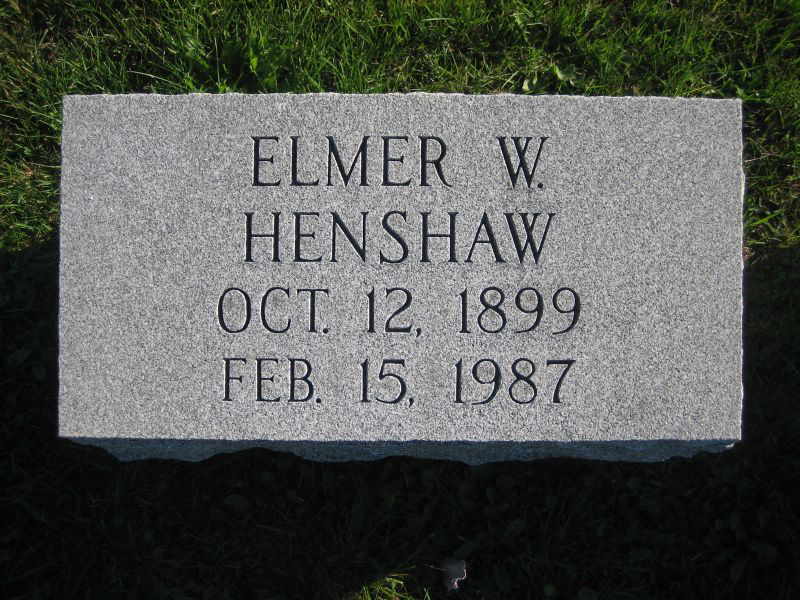 ELMER W.
HENSHAW
OCT. 12, 1899
FEB. 15, 1987